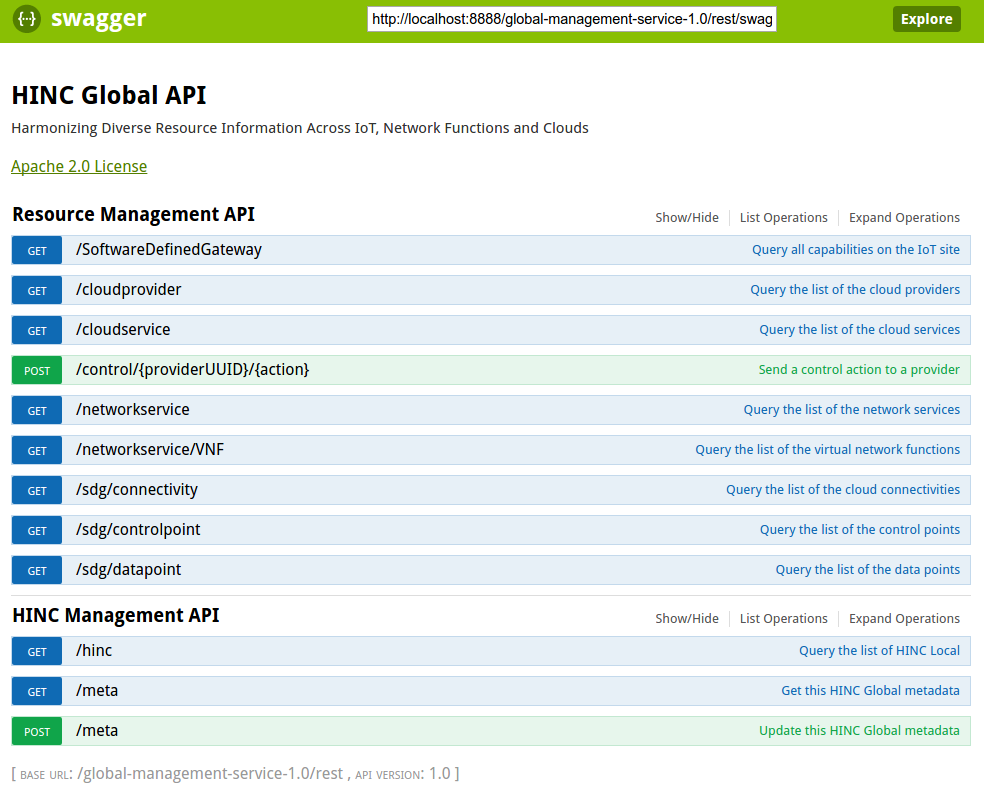 {··} swagger http://localhost:8888/global-management-service-1.0/rest/swag Explore
HINC Global API
Harmonizing Diverse Resource Information Across IoT, Network Functions and Clouds
Apache 2.0 License
Resource Management API Show/Hide List Operations Expand Operations
GET /SoftwareDefinedGateway Query all capabilities on the IoT site
GET /cloudprovider Query the list of the cloud providers
GET /cloudservice Query the list of the cloud services
POST /control/{providerUUID}/{action} Send a control action to a provider
GET /networkservice Query the list of the network services
GET /networkservice/VNF Query the list of the virtual network functions
GET /sdg/connectivity Query the list of the cloud connectivities
GET /sdg/controlpoint Query the list of the control points
GET /sdg/datapoint Query the list of the data points
HINC Management API Show/Hide List Operations Expand Operations
GET /hinc Query the list of HINC Local
GET /meta Get this HINC Global metadata
POST /meta Update this HINC Global metadata
[ BASE URL: /global-management-service-1.0/rest , API VERSION: 1.0 ]